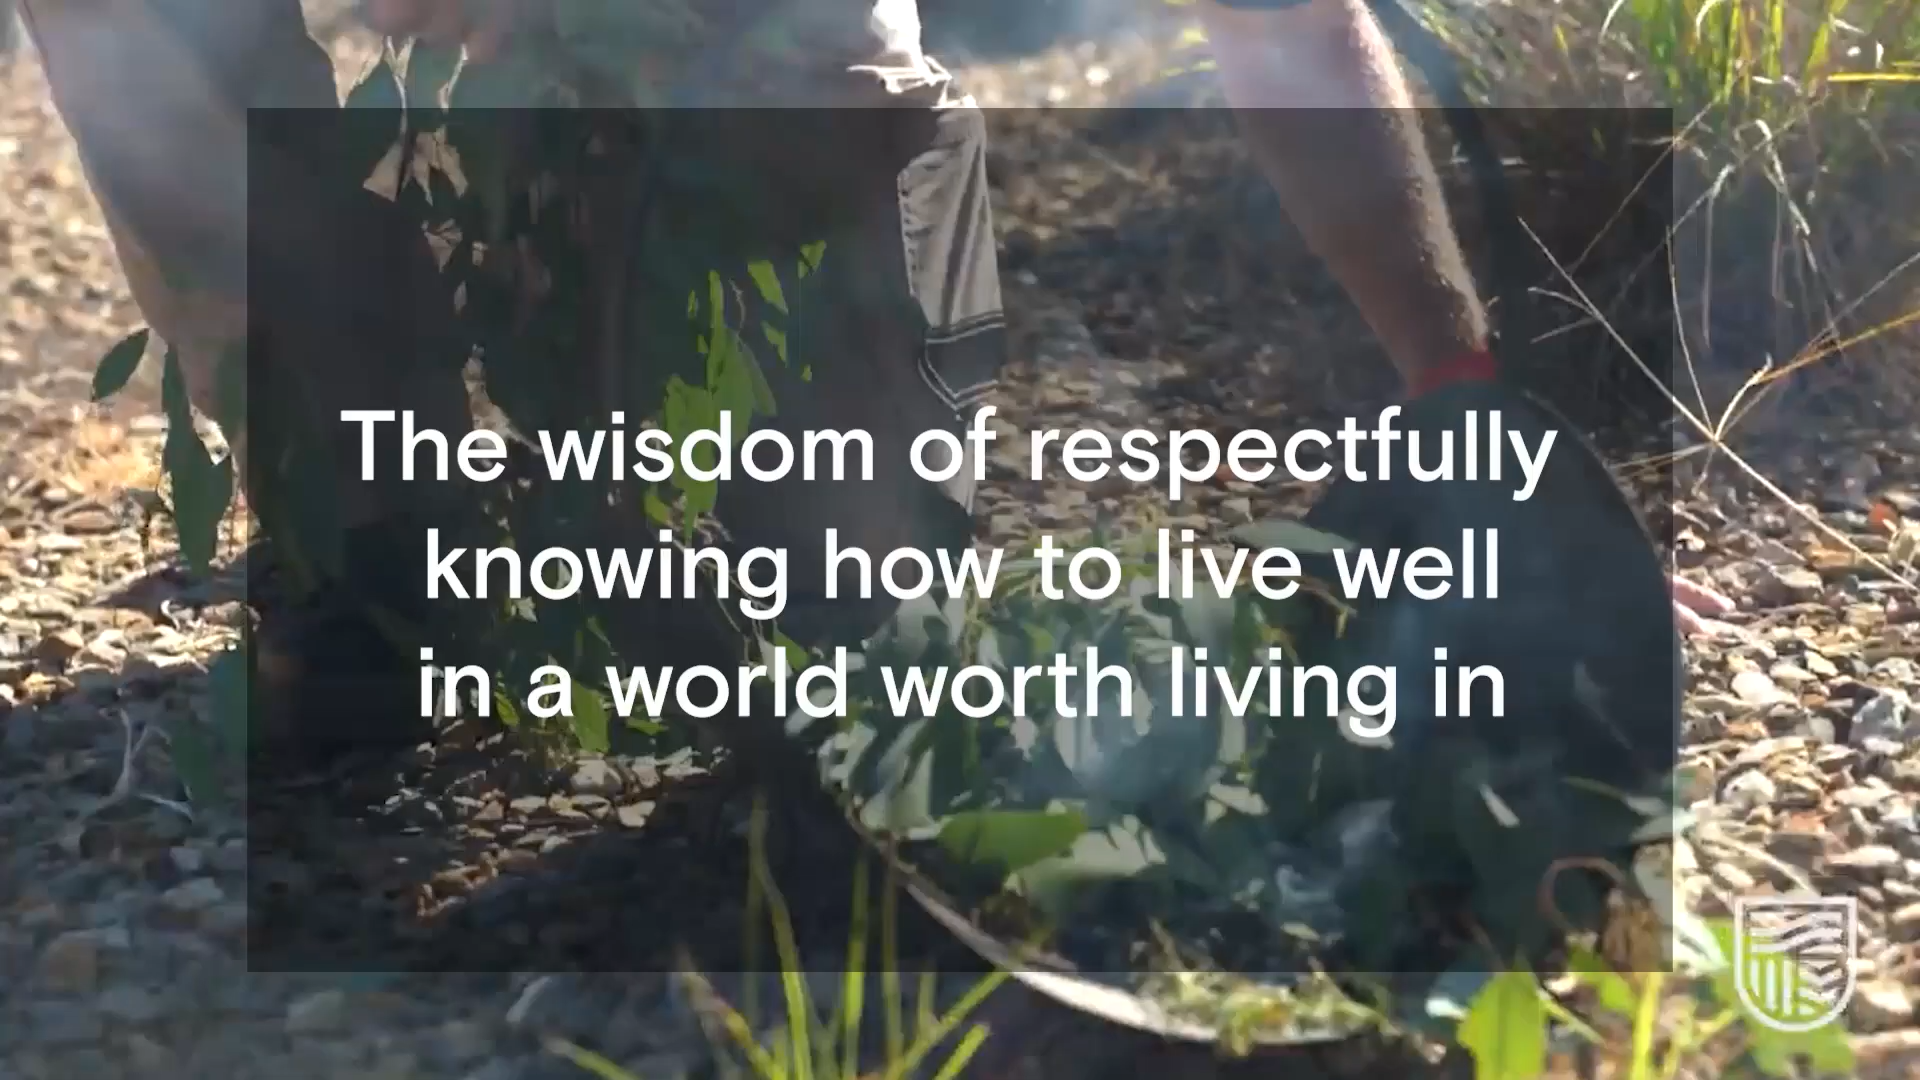 The wisdom of respectfully
knowing how to live well
in a world worth living in